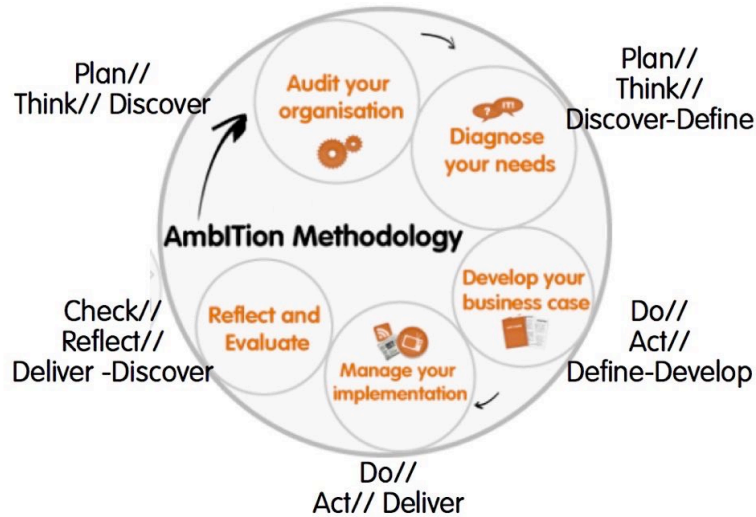 Plan//
Think// Discover
Audit your
organisation
Plan//
Think//
Discover-Define
Diagnose
your needs
AmbITion Methodology
Develop your
business case
Do//
Act//
Define-Develop
Manage your
implementation
Do//
Act// Deliver
Reflect and
Evaluate
Check//
Reflect//
Deliver -Discover